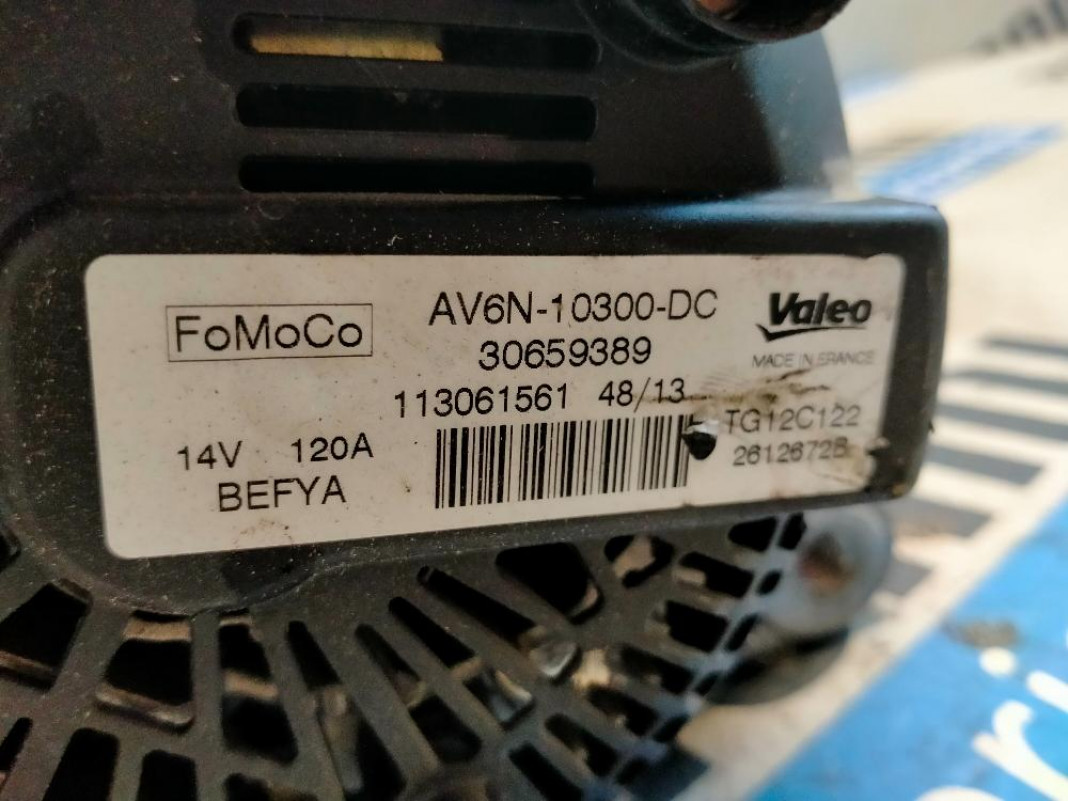 FoMoCo
AV6N-10300-DC
30659389
113061561 48/13
14V 120A
BEFYA
Valeo
MADE IN FRANCE
TG12C122
2612672B